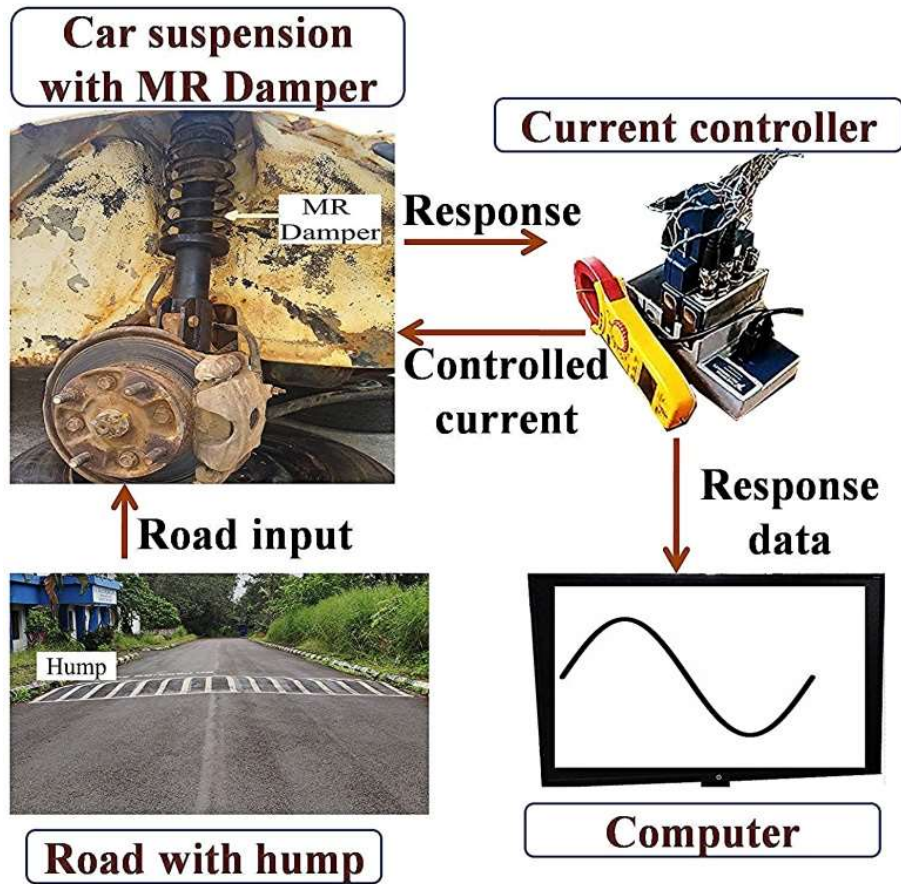 Car suspension
with MR Damper
MR
Damper
Current controller
Response
Controlled
current
Road input
Response
data
Hump
Road with hump
Computer